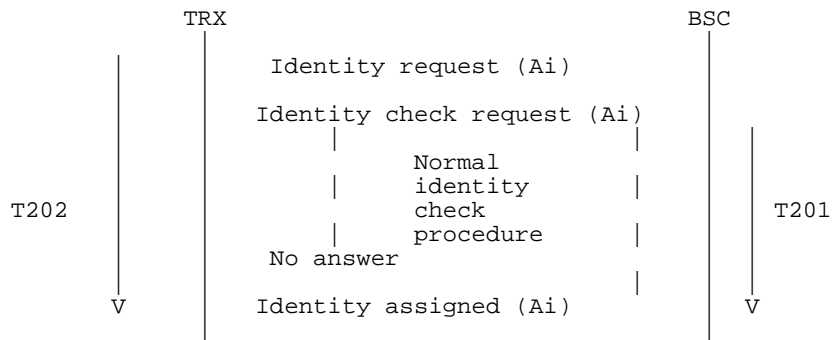 TRX BSC
Identity request (Ai)
Identity check request (Ai)
Normal
identity
T202 check T201
procedure
No answer
V Identity assigned (Ai) V